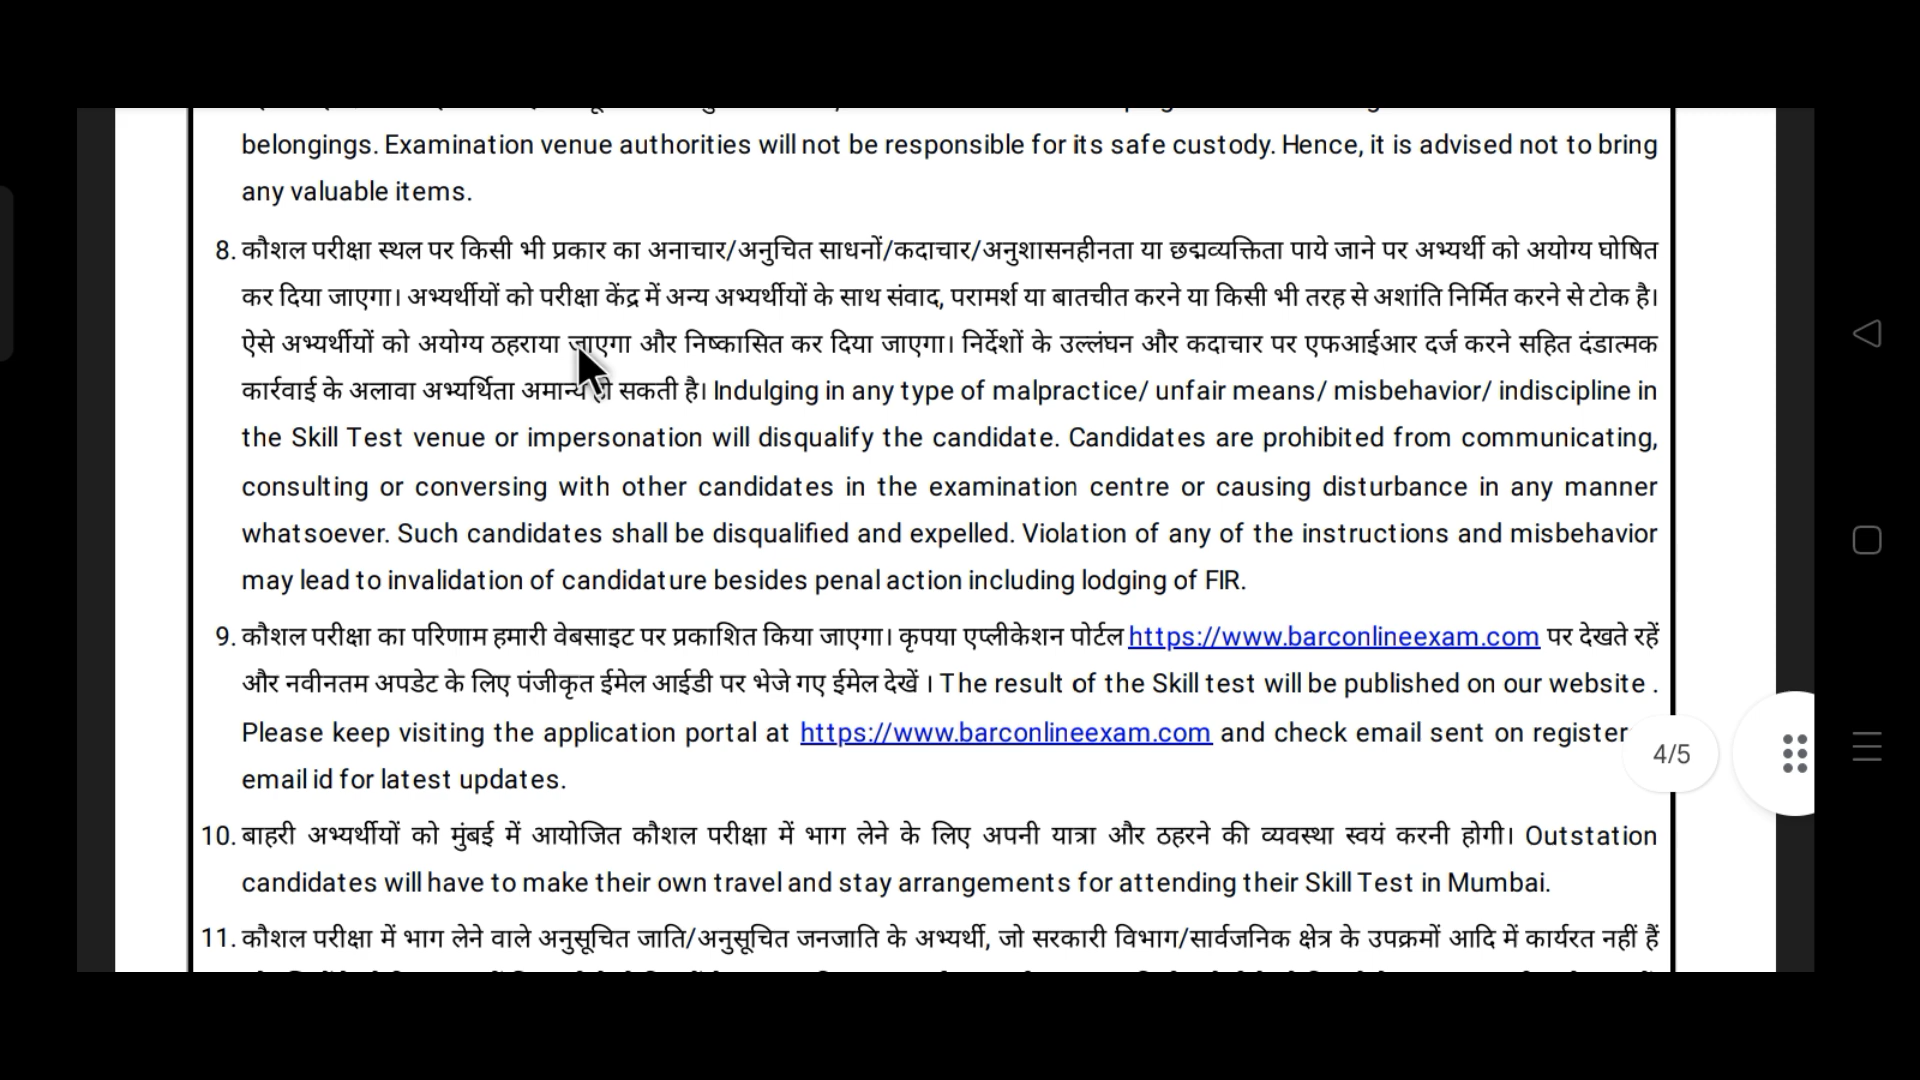 belongings. Examination venue authorities will not be responsible for its safe custody. Hence, it is advised not to bring
any valuable items.
8. कौशल परीक्षा स्थल पर किसी भी प्रकार का अनाचार/अनुचित साधनों/कदाचार/अनुशासनहीनता या छद्मव्यक्तिता पाये जाने पर अभ्यर्थी को अयोग्य घोषित
कर दिया जाएगा। अभ्यर्थीयों को परीक्षा केंद्र में अन्य अभ्यर्थीयों के साथ संवाद, परामर्श या बातचीत करने या किसी भी तरह से अशांति निर्मित करने से टोक है।
ऐसे अभ्यर्थीयों को अयोग्य ठहराया जाएगा और निष्कासित कर दिया जाएगा। निर्देशों के उल्लंघन और कदाचार पर एफआईआर दर्ज करने सहित दंडात्मक
कार्रवाई के अलावा अभ्यर्थिता अमान्य हो सकती है। Indulging in any type of malpractice/ unfair means/ misbehavior/ indiscipline in
the Skill Test venue or impersonation will disqualify the candidate. Candidates are prohibited from communicating,
consulting or conversing with other candidates in the examination centre or causing disturbance in any manner
whatsoever. Such candidates shall be disqualified and expelled. Violation of any of the instructions and misbehavior
may lead to invalidation of candidature besides penal action including lodging of FIR.
9. कौशल परीक्षा का परिणाम हमारी वेबसाइट पर प्रकाशित किया जाएगा। कृपया एप्लीकेशन पोर्टल https://www.barconlineexam.com पर देखते रहें
और नवीनतम अपडेट के लिए पंजीकृत ईमेल आईडी पर भेजे गए ईमेल देखें । The result of the Skill test will be published on our website .
Please keep visiting the application portal at https://www.barconlineexam.com and check email sent on register
4/5
email id for latest updates.
10. बाहरी अभ्यर्थीयों को मुंबई में आयोजित कौशल परीक्षा में भाग लेने के लिए अपनी यात्रा और ठहरने की व्यवस्था स्वयं करनी होगी। Outstation
candidates will have to make their own travel and stay arrangements for attending their Skill Test in Mumbai.
11. कौशल परीक्षा में भाग लेने वाले अनुसूचित जाति/अनुसूचित जनजाति के अभ्यर्थी, जो सरकारी विभाग/सार्वजनिक क्षेत्र के उपक्रमों आदि में कार्यरत नहीं हैं